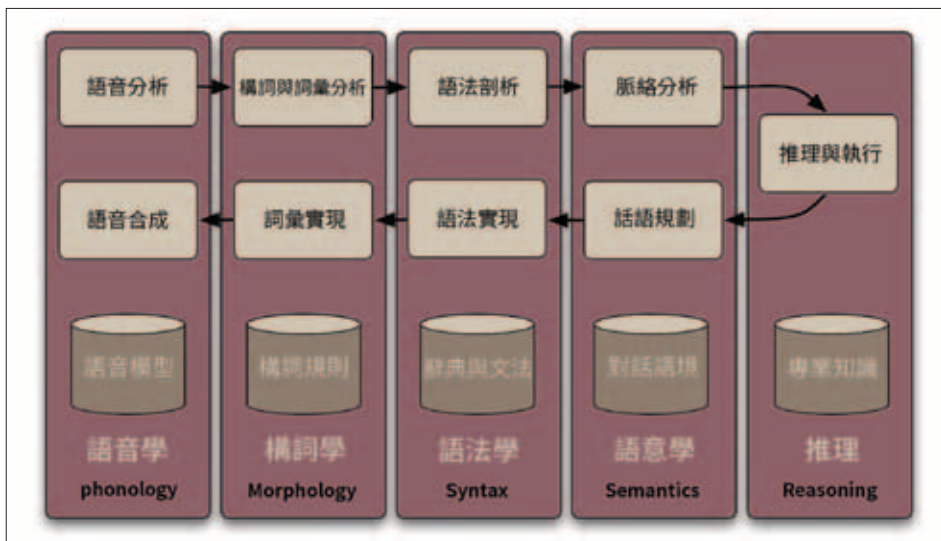 語音分析
構詞與詞彙分析
語法剖析
脈絡分析
推理與執行
語音合成
詞彙實現
語法實現
話語規劃
語音模型
構詞規則
辭典與文法
對話語境
專業知識
語音學
構詞學
語法學
語意學
推理
phonology
Morphology
Syntax
Semantics
Reasoning